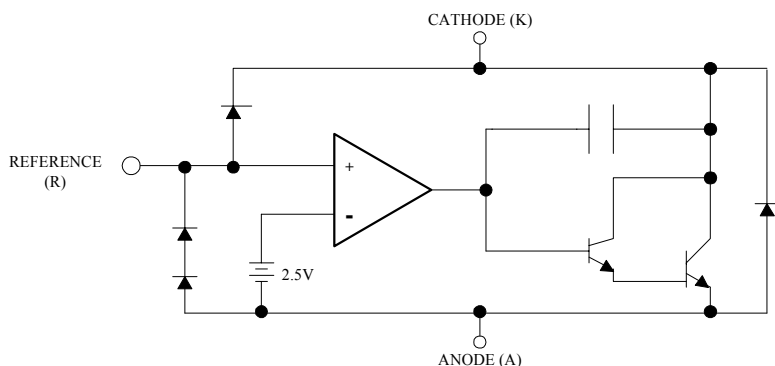 CATHODE (K)
REFERENCE
(R)
+
-
2.5V
ANODE (A)